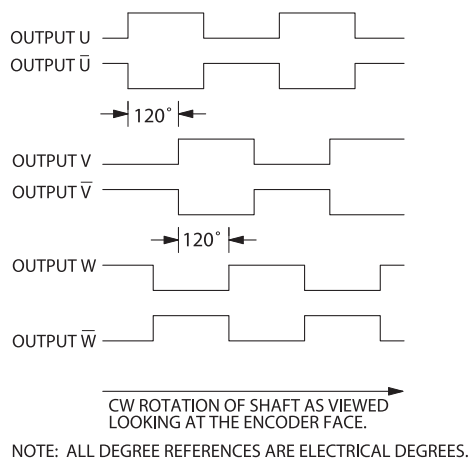 OUTPUT U
OUTPUT U̅
120°
OUTPUT V
OUTPUT V̅
120°
OUTPUT W
OUTPUT W̅
CW ROTATION OF SHAFT AS VIEWED
LOOKING AT THE ENCODER FACE.
NOTE: ALL DEGREE REFERENCES ARE ELECTRICAL DEGREES.